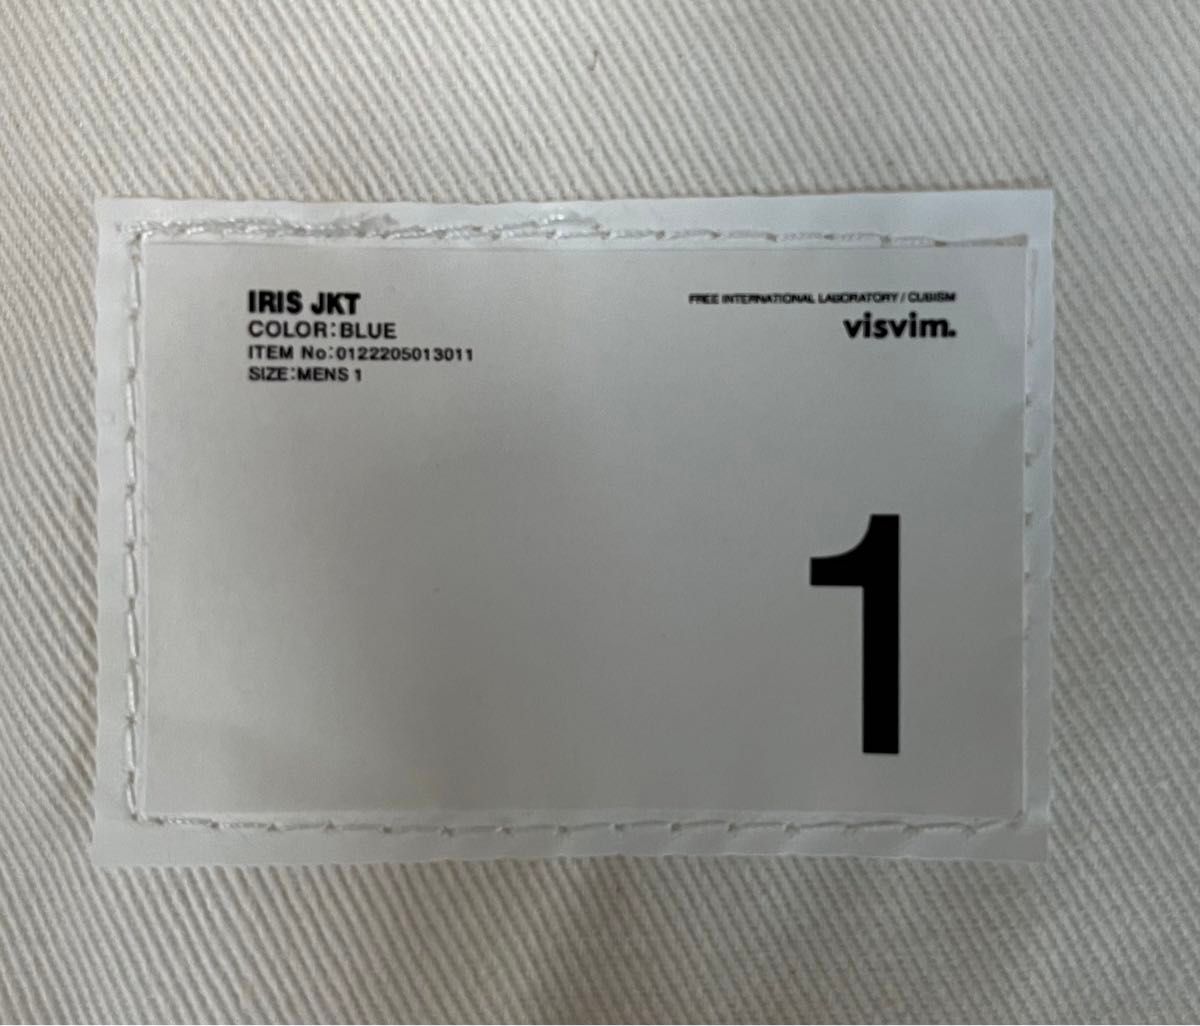 IRIS JKT
COLOR:BLUE
ITEM No:0122205013011
SIZE:MENS 1
FREE INTERNATIONAL LABORATORY / CUBISM
visvim.
1